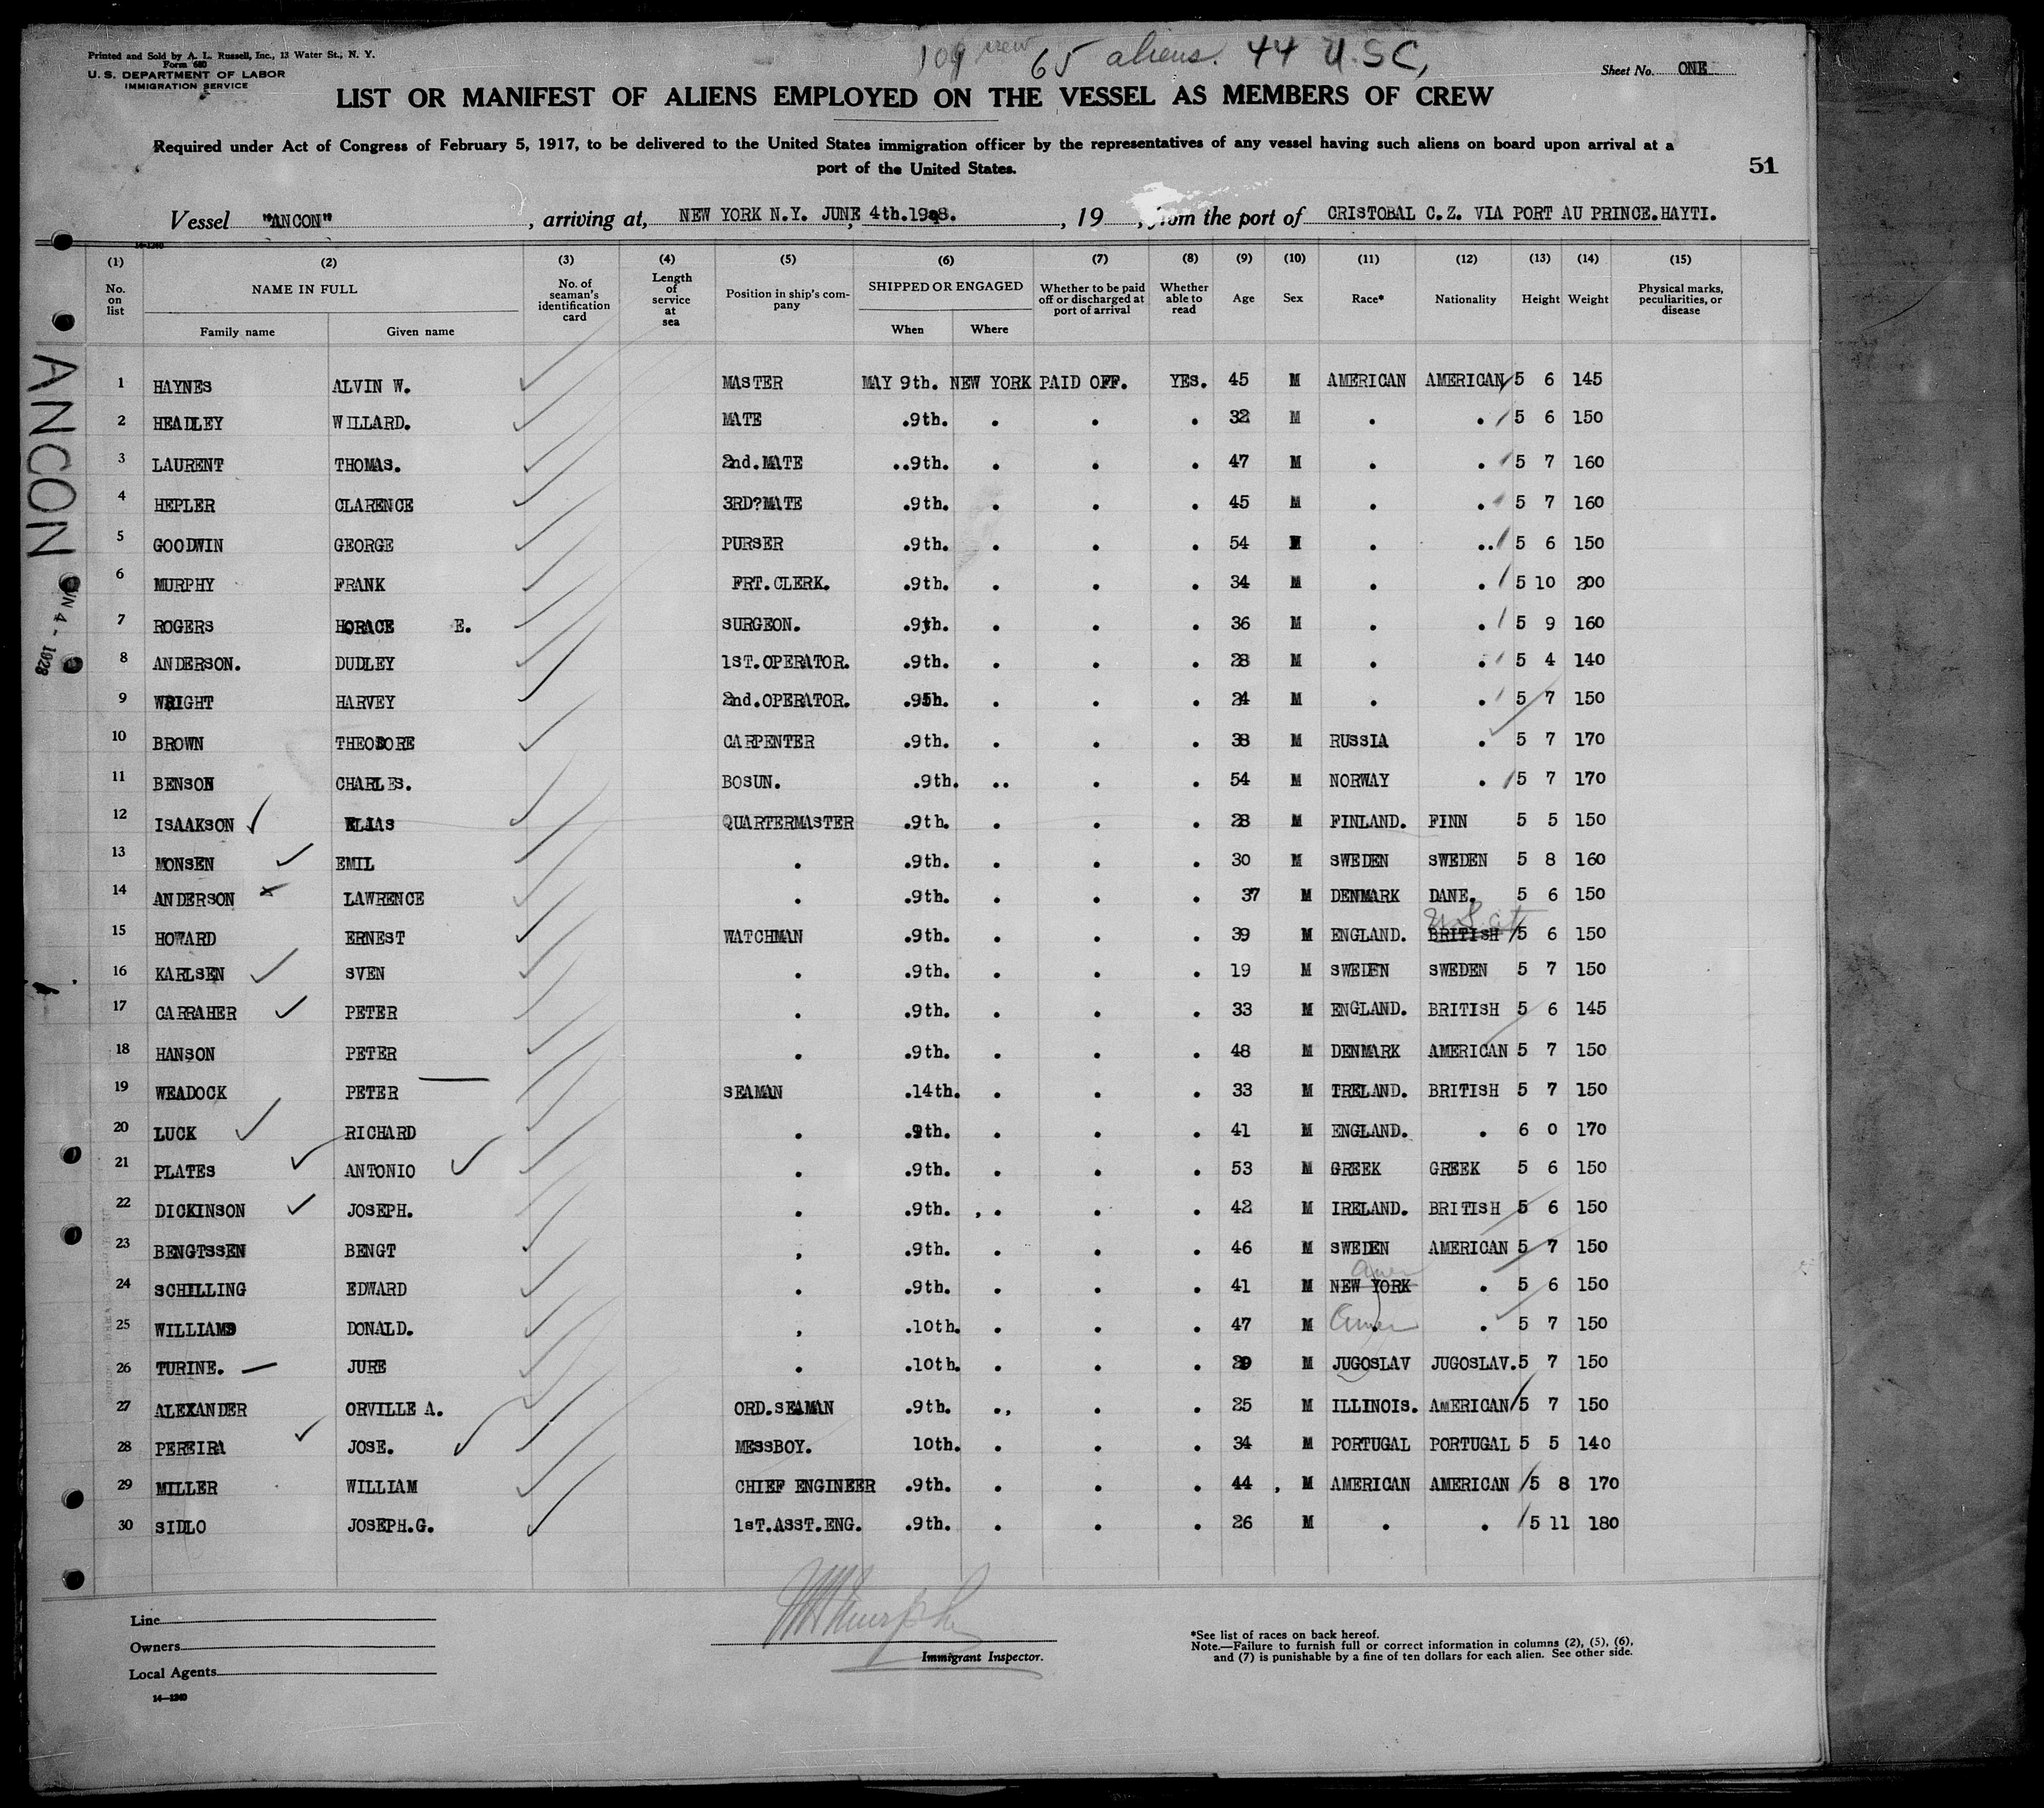 Printed and Sold by A. L. Russell, Inc., 13 Water St., N. Y.
Form 680
U. S. DEPARTMENT OF LABOR
IMMIGRATION SERVICE
109 crew 65 aliens. 44 U.S.C,
Sheet No. ONE
LIST OR MANIFEST OF ALIENS EMPLOYED ON THE VESSEL AS MEMBERS OF CREW
Required under Act of Congress of February 5, 1917, to be delivered to the United States immigration officer by the representatives of any vessel having such aliens on board upon arrival at a
port of the United States.
51
Vessel "ANCON", arriving at, NEW YORK N.Y. JUNE 4th.1928., 19 , from the port of CRISTOBAL C.Z. VIA PORT AU PRINCE.HAYTI.
14-1240
(1) (2) (3) (4) (5) (6) (7) (8) (9) (10) (11) (12) (13) (14) (15)
No. on list NAME IN FULL No. of seaman's identification card Length of service at sea Position in ship's company SHIPPED OR ENGAGED Whether to be paid off or discharged at port of arrival Whether able to read Age Sex Race* Nationality Height Weight Physical marks, peculiarities, or disease
Family name Given name When Where
ANCON
JUN 4 - 1928
1 HAYNES ALVIN W. MASTER MAY 9th. NEW YORK PAID OFF. YES. 45 M AMERICAN AMERICAN 5 6 145
2 HEADLEY WILLARD. MATE .9th. . . . 32 M . . 5 6 150
3 LAURENT THOMAS. 2nd.MATE ..9th. . . . 47 M . . 5 7 160
4 HEPLER CLARENCE 3RD?MATE .9th. . . . 45 M . . 5 7 160
5 GOODWIN GEORGE PURSER .9th. . . . 54 M . .. 5 6 150
6 MURPHY FRANK FRT.CLERK. .9th. . . . 34 M . . 5 10 200
7 ROGERS HORACE E. SURGEON. .9th. . . . 36 M . . 5 9 160
8 ANDERSON. DUDLEY 1ST.OPERATOR. .9th. . . . 28 M . . 5 4 140
9 WRIGHT HARVEY 2nd.OPERATOR. .9th. . . . 24 M . . 5 7 150
10 BROWN THEODORE CARPENTER .9th. . . . 38 M RUSSIA . 5 7 170
11 BENSON CHARLES. BOSUN. .9th. .. . . 54 M NORWAY . 5 7 170
12 ISAAKSON ELIAS QUARTERMASTER .9th. . . . 28 M FINLAND. FINN 5 5 150
13 MONSEN EMIL . .9th. . . . 30 M SWEDEN SWEDEN 5 8 160
14 ANDERSON LAWRENCE . .9th. . . . 37 M DENMARK DANE. 5 6 150
U.S. cit
15 HOWARD ERNEST WATCHMAN .9th. . . . 39 M ENGLAND. BRITISH 5 6 150
16 KARLSEN SVEN . .9th. . . . 19 M SWEDEN SWEDEN 5 7 150
17 CARRAHER PETER . .9th. . . . 33 M ENGLAND. BRITISH 5 6 145
18 HANSON PETER . .9th. . . . 48 M DENMARK AMERICAN 5 7 150
19 WEADOCK PETER SEAMAN .14th. . . . 33 M IRELAND. BRITISH 5 7 150
20 LUCK RICHARD . .9th. . . . 41 M ENGLAND. . 6 0 170
21 PLATES ANTONIO . .9th. . . . 53 M GREEK GREEK 5 6 150
22 DICKINSON JOSEPH. . .9th. , . . . 42 M IRELAND. BRITISH 5 6 150
23 BENGTSSEN BENGT , .9th. . . . 46 M SWEDEN AMERICAN 5 7 150
Amer
24 SCHILLING EDWARD . .9th. . . . 41 M NEW YORK . 5 6 150
25 WILLIAMS DONALD. , .10th. . . . 47 M Amer . 5 7 150
26 TURINE. JURE . .10th. . . . 29 M JUGOSLAV JUGOSLAV. 5 7 150
27 ALEXANDER ORVILLE A. ORD.SEAMAN .9th. ., . . 25 M ILLINOIS. AMERICAN 5 7 150
28 PEREIRA JOSE. MESSBOY. 10th. . . . 34 M PORTUGAL PORTUGAL 5 5 140
29 MILLER WILLIAM CHIEF ENGINEER .9th. . . . 44 , M AMERICAN AMERICAN 5 8 170
30 SIDLO JOSEPH.G. 1sT.ASST.ENG. .9th. . . . 26 M . . 5 11 180
Line
Owners
Local Agents
14-1240
Immigrant Inspector.
*See list of races on back hereof.
Note.—Failure to furnish full or correct information in columns (2), (5), (6),
and (7) is punishable by a fine of ten dollars for each alien. See other side.